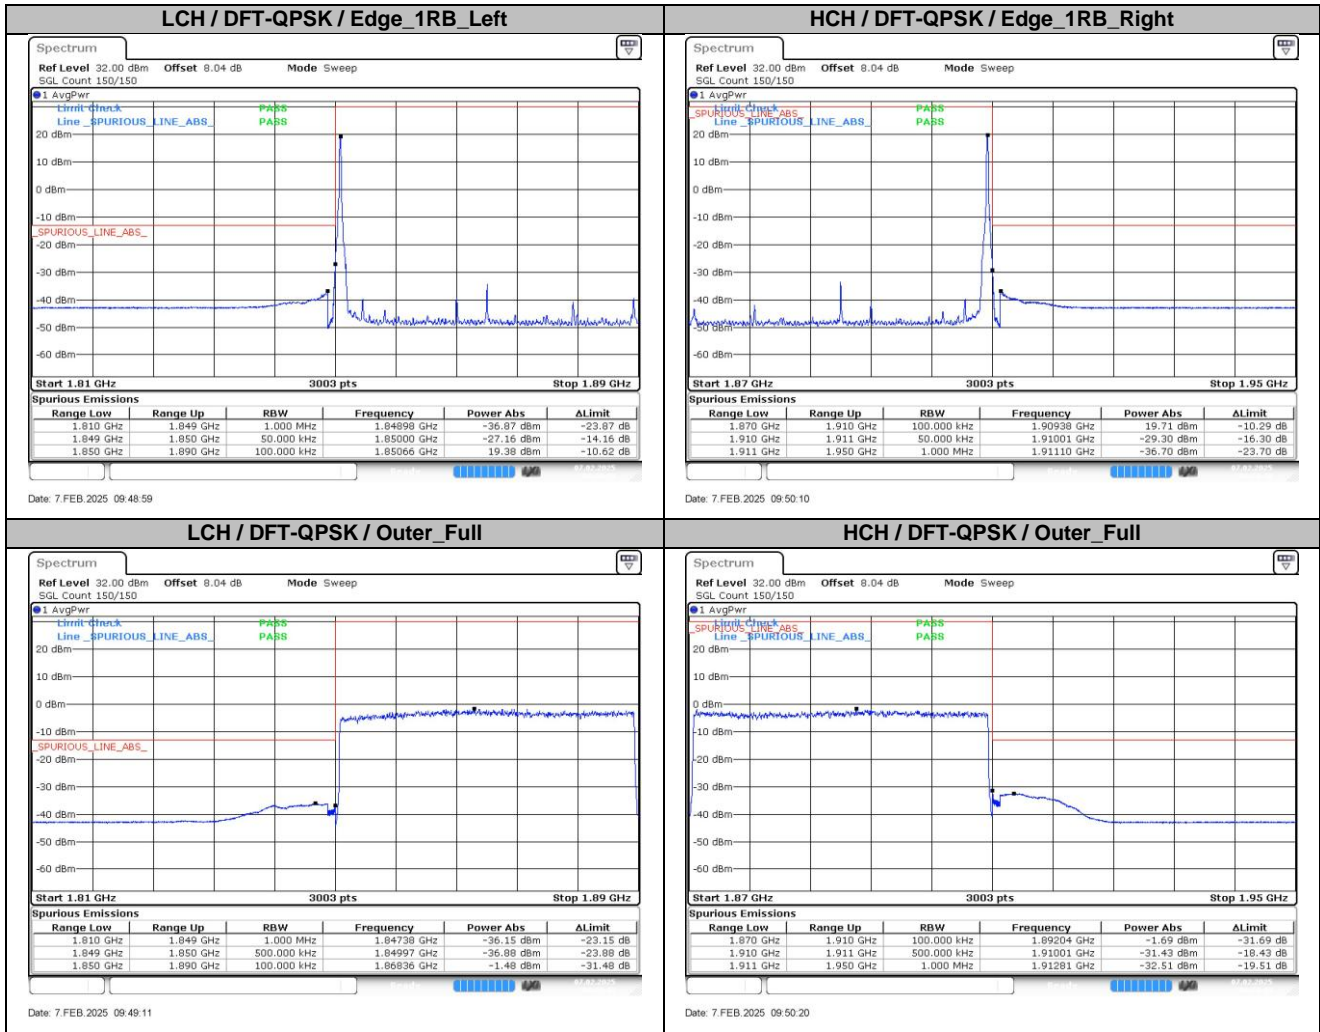 LCH / DFT-QPSK / Edge_1RB_Left
HCH / DFT-QPSK / Edge_1RB_Right
Spectrum
Ref Level 32.00 dBm Offset 8.04 dB Mode Sweep
SGL Count 150/150
1 AvgPwr
Limit Check PASS
Line _SPURIOUS_LINE_ABS_ PASS
20 dBm
10 dBm
0 dBm
-10 dBm
_SPURIOUS_LINE_ABS_
-20 dBm
-30 dBm
-40 dBm
-50 dBm
-60 dBm
Start 1.81 GHz 3003 pts Stop 1.89 GHz
Spurious Emissions
Range Low Range Up RBW Frequency Power Abs ΔLimit
1.810 GHz 1.849 GHz 1.000 MHz 1.84898 GHz -36.87 dBm -23.87 dB
1.849 GHz 1.850 GHz 50.000 kHz 1.85000 GHz -27.16 dBm -14.16 dB
1.850 GHz 1.890 GHz 100.000 kHz 1.85066 GHz 19.38 dBm -10.62 dB
Date: 7.FEB.2025 09:48:59
Spectrum
Ref Level 32.00 dBm Offset 8.04 dB Mode Sweep
SGL Count 150/150
1 AvgPwr
Limit Check PASS
_SPURIOUS_LINE_ABS_
Line _SPURIOUS_LINE_ABS_ PASS
20 dBm
10 dBm
0 dBm
-10 dBm
-20 dBm
-30 dBm
-40 dBm
-50 dBm
-60 dBm
Start 1.87 GHz 3003 pts Stop 1.95 GHz
Spurious Emissions
Range Low Range Up RBW Frequency Power Abs ΔLimit
1.870 GHz 1.910 GHz 100.000 kHz 1.90938 GHz 19.71 dBm -10.29 dB
1.910 GHz 1.911 GHz 50.000 kHz 1.91001 GHz -29.30 dBm -16.30 dB
1.911 GHz 1.950 GHz 1.000 MHz 1.91110 GHz -36.70 dBm -23.70 dB
Date: 7.FEB.2025 09:50:10
LCH / DFT-QPSK / Outer_Full
HCH / DFT-QPSK / Outer_Full
Spectrum
Ref Level 32.00 dBm Offset 8.04 dB Mode Sweep
SGL Count 150/150
1 AvgPwr
Limit Check PASS
Line _SPURIOUS_LINE_ABS_ PASS
20 dBm
10 dBm
0 dBm
-10 dBm
_SPURIOUS_LINE_ABS_
-20 dBm
-30 dBm
-40 dBm
-50 dBm
-60 dBm
Start 1.81 GHz 3003 pts Stop 1.89 GHz
Spurious Emissions
Range Low Range Up RBW Frequency Power Abs ΔLimit
1.810 GHz 1.849 GHz 1.000 MHz 1.84738 GHz -36.15 dBm -23.15 dB
1.849 GHz 1.850 GHz 500.000 kHz 1.84997 GHz -36.88 dBm -23.88 dB
1.850 GHz 1.890 GHz 100.000 kHz 1.86836 GHz -1.48 dBm -31.48 dB
Date: 7.FEB.2025 09:49:11
Spectrum
Ref Level 32.00 dBm Offset 8.04 dB Mode Sweep
SGL Count 150/150
1 AvgPwr
Limit Check PASS
_SPURIOUS_LINE_ABS_
Line _SPURIOUS_LINE_ABS_ PASS
20 dBm
10 dBm
0 dBm
-10 dBm
-20 dBm
-30 dBm
-40 dBm
-50 dBm
-60 dBm
Start 1.87 GHz 3003 pts Stop 1.95 GHz
Spurious Emissions
Range Low Range Up RBW Frequency Power Abs ΔLimit
1.870 GHz 1.910 GHz 100.000 kHz 1.89204 GHz -1.69 dBm -31.69 dB
1.910 GHz 1.911 GHz 500.000 kHz 1.91001 GHz -31.43 dBm -18.43 dB
1.911 GHz 1.950 GHz 1.000 MHz 1.91281 GHz -32.51 dBm -19.51 dB
Date: 7.FEB.2025 09:50:20